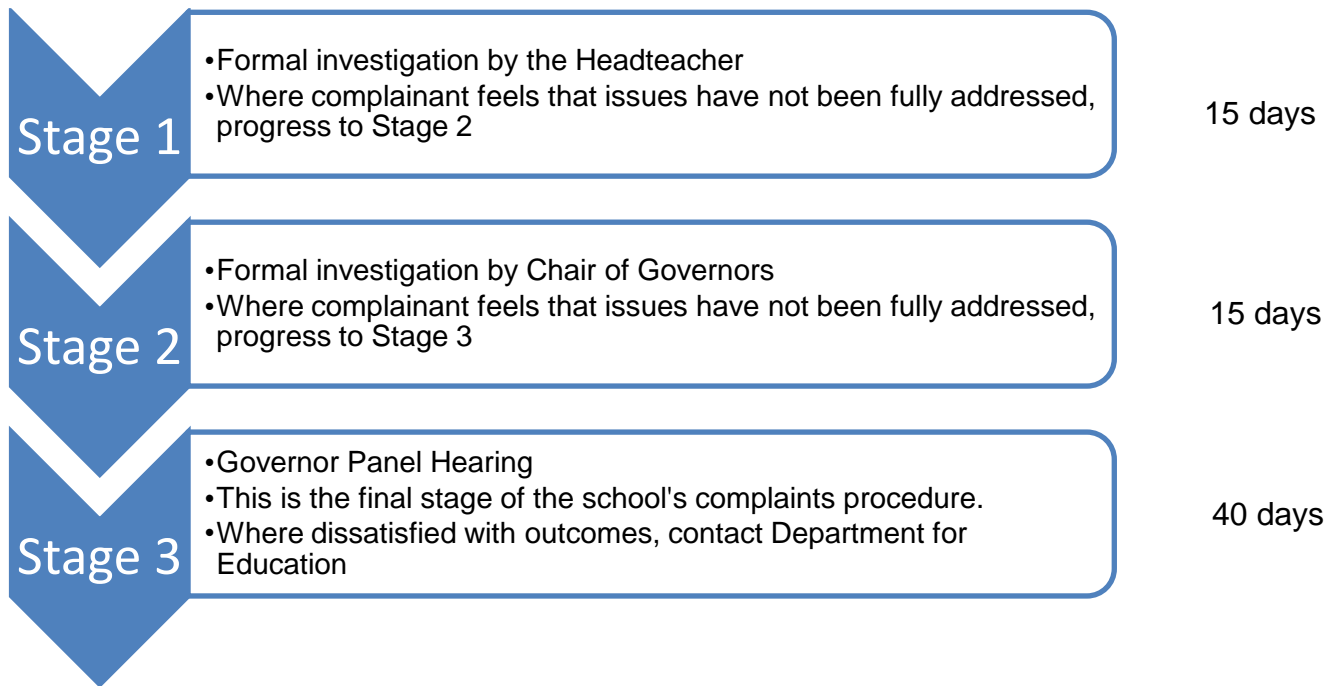 Stage 1
•Formal investigation by the Headteacher
•Where complainant feels that issues have not been fully addressed,
progress to Stage 2
15 days
Stage 2
•Formal investigation by Chair of Governors
•Where complainant feels that issues have not been fully addressed,
progress to Stage 3
15 days
Stage 3
•Governor Panel Hearing
•This is the final stage of the school's complaints procedure.
•Where dissatisfied with outcomes, contact Department for
Education
40 days